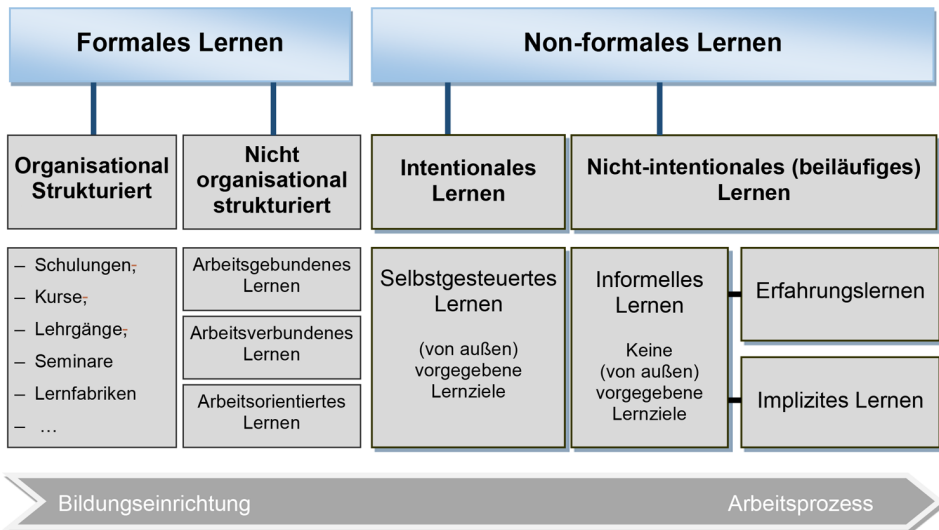 Formales Lernen
Non-formales Lernen
Organisational
Strukturiert
Nicht
organisational
strukturiert
Intentionales
Lernen
Nicht-intentionales (beiläufiges)
Lernen
– Schulungen,
– Kurse,
– Lehrgänge,
– Seminare
– Lernfabriken
– …
Arbeitsgebundenes
Lernen
Arbeitsverbundenes
Lernen
Arbeitsorientiertes
Lernen
Selbstgesteuertes
Lernen
(von außen)
vorgegebene
Lernziele
Informelles
Lernen
Keine
(von außen)
vorgegebene
Lernziele
Erfahrungslernen
Implizites Lernen
Bildungseinrichtung
Arbeitsprozess